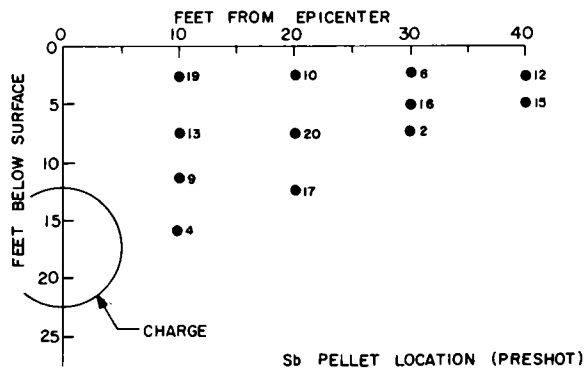 FEET FROM EPICENTER
0 10 20 30 40
FEET BELOW SURFACE
0
5
10
15
20
25
19 10 6 12
16 15
13 20 2
9
17
4
CHARGE
Sb PELLET LOCATION (PRESHOT)